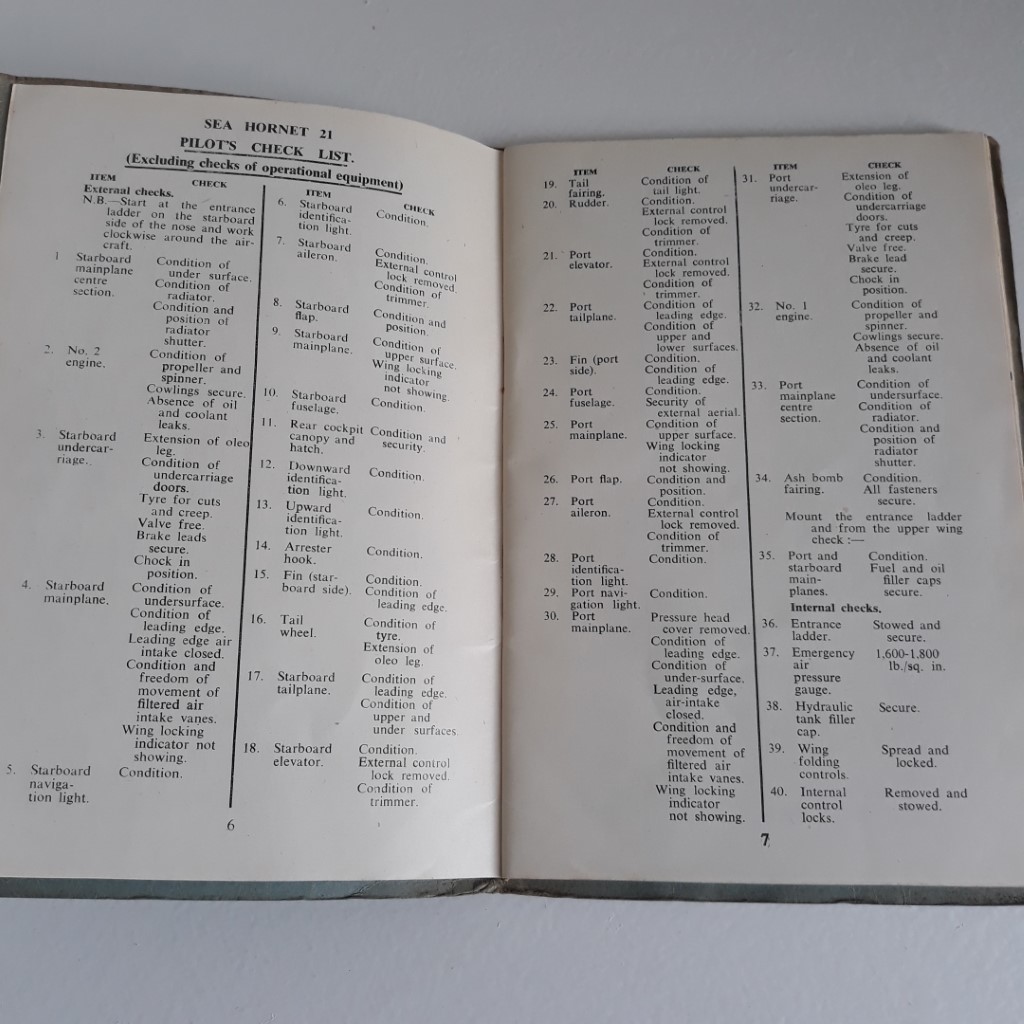 SEA HORNET 21
PILOT'S CHECK LIST.
(Excluding checks of operational equipment)
ITEM CHECK
External checks.
N.B.—Start at the entrance
ladder on the starboard
side of the nose and work
clockwise around the air-
craft.
1 Starboard Condition of
mainplane under surface.
centre Condition of
section. radiator.
Condition and
position of
radiator
shutter.
2. No. 2 Condition of
engine. propeller and
spinner.
Cowlings secure.
Absence of oil
and coolant
leaks.
3. Starboard Extension of oleo
undercar- leg.
riage. Condition of
undercarriage
doors.
Tyre for cuts
and creep.
Valve free.
Brake leads
secure.
Chock in
position.
4. Starboard Condition of
mainplane. undersurface.
Condition of
leading edge.
Leading edge air
intake closed.
Condition and
freedom of
movement of
filtered air
intake vanes.
Wing locking
indicator not
showing.
5. Starboard Condition.
naviga-
tion light.
ITEM CHECK
6. Starboard Condition.
identifica-
tion light.
7. Starboard Condition.
aileron. External control
lock removed.
Condition of
trimmer.
8. Starboard Condition and
flap. position.
9. Starboard Condition of
mainplane. upper surface.
Wing locking
indicator
not showing.
10. Starboard Condition.
fuselage.
11. Rear cockpit Condition and
canopy and security.
hatch.
12. Downward Condition.
identifica-
tion light.
13. Upward Condition.
identifica-
tion light.
14. Arrester Condition.
hook.
15. Fin (star- Condition.
board side). Condition of
leading edge.
16. Tail Condition of
wheel. tyre.
Extension of
oleo leg.
17. Starboard Condition of
tailplane. leading edge.
Condition of
upper and
under surfaces.
18. Starboard Condition.
elevator. External control
lock removed.
Condition of
trimmer.
6
ITEM CHECK
19. Tail Condition of
fairing. tail light.
20. Rudder. Condition.
External control
lock removed.
Condition of
trimmer.
21. Port Condition.
elevator. External control
lock removed.
Condition of
trimmer.
22. Port Condition of
tailplane. leading edge.
Condition of
upper and
lower surfaces.
23. Fin (port Condition.
side). Condition of
leading edge.
24. Port Condition.
fuselage. Security of
external aerial.
25. Port Condition of
mainplane. upper surface.
Wing locking
indicator
not showing.
26. Port flap. Condition and
position.
27. Port Condition.
aileron. External control
lock removed.
Condition of
trimmer.
28. Port Condition.
identifica-
tion light.
29. Port navi- Condition.
gation light.
30. Port Pressure head
mainplane. cover removed.
Condition of
leading edge.
Condition of
under-surface.
Leading edge,
air-intake
closed.
Condition and
freedom of
movement of
filtered air
intake vanes.
Wing locking
indicator
not showing.
ITEM CHECK
31. Port Extension of
undercar- oleo leg.
riage. Condition of
undercarriage
doors.
Tyre for cuts
and creep.
Valve free.
Brake lead
secure.
Chock in
position.
32. No. 1 Condition of
engine. propeller and
spinner.
Cowlings secure.
Absence of oil
and coolant
leaks.
33. Port Condition of
mainplane undersurface.
centre Condition of
section. radiator.
Condition and
position of
radiator
shutter.
34. Ash bomb Condition.
fairing. All fasteners
secure.
Mount the entrance ladder
and from the upper wing
check :—
35. Port and Condition.
starboard Fuel and oil
main- filler caps
planes. secure.
Internal checks.
36. Entrance Stowed and
ladder. secure.
37. Emergency 1,600-1,800
air lb./sq. in.
pressure
gauge.
38. Hydraulic Secure.
tank filler
cap.
39. Wing Spread and
folding locked.
controls.
40. Internal Removed and
control stowed.
locks.
7